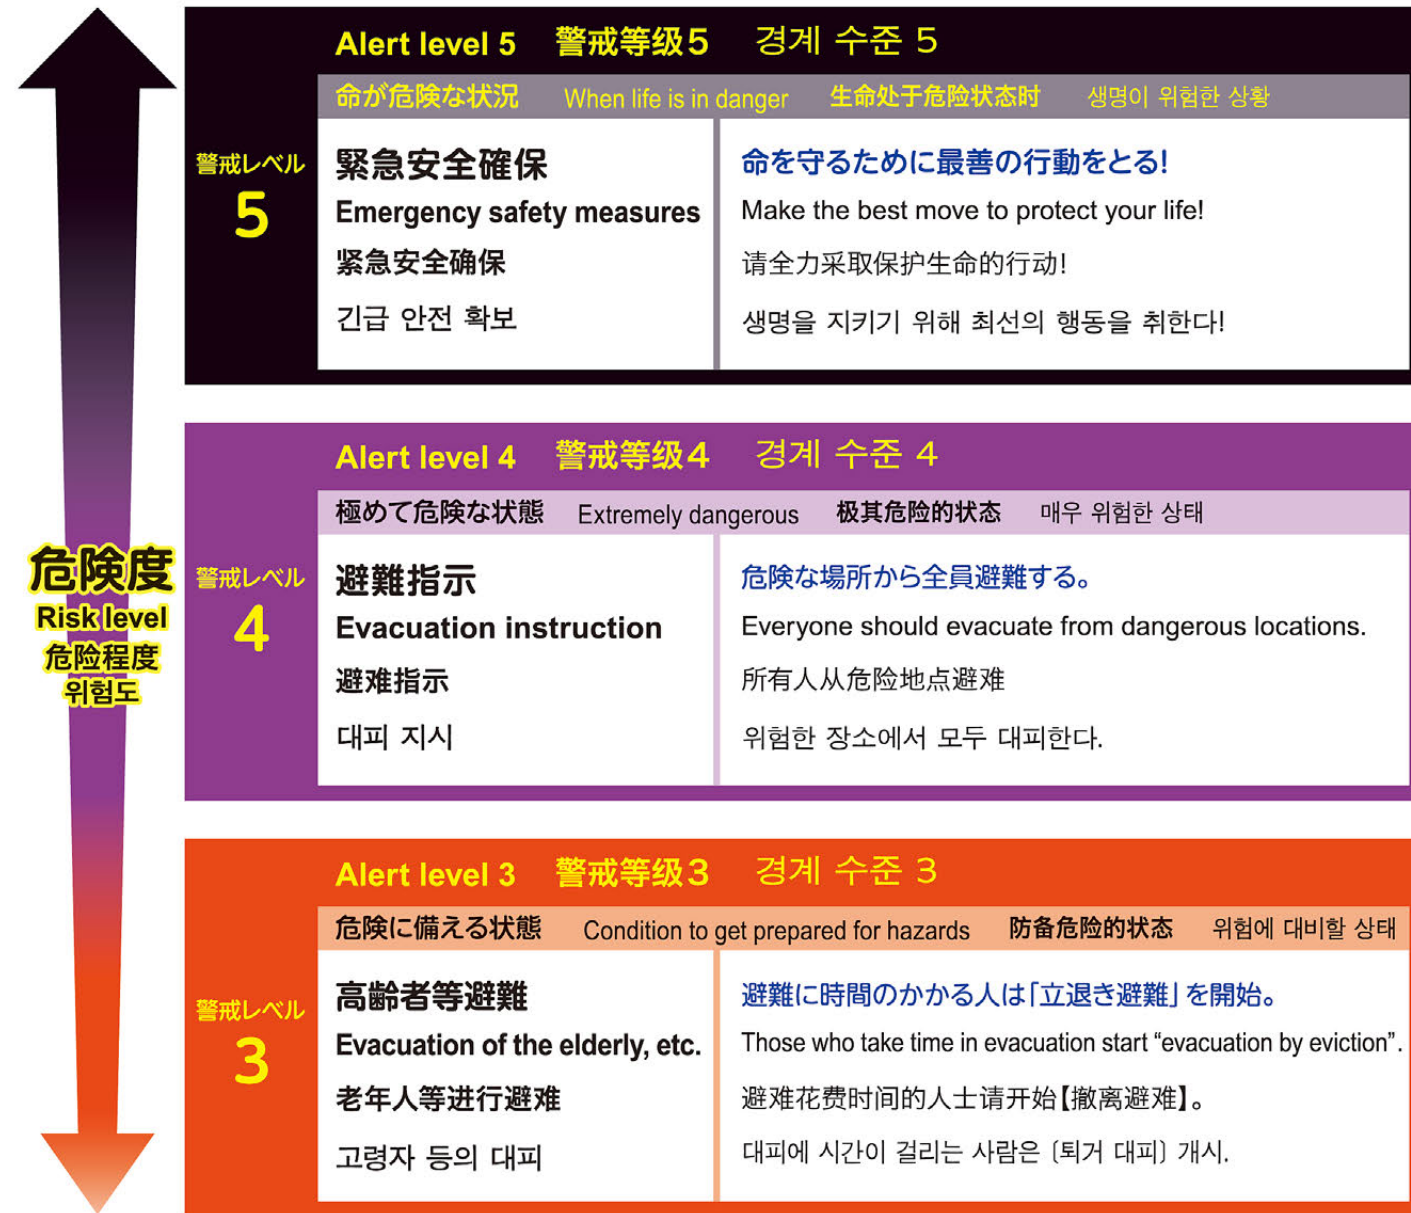 危険度
Risk level
危险程度
위험도
警戒レベル
5
Alert level 5 警戒等级5 경계 수준 5
命が危険な状況 When life is in danger 生命处于危险状态时 생명이 위험한 상황
緊急安全確保
Emergency safety measures
紧急安全确保
긴급 안전 확보
命を守るために最善の行動をとる!
Make the best move to protect your life!
请全力采取保护生命的行动!
생명을 지키기 위해 최선의 행동을 취한다!
警戒レベル
4
Alert level 4 警戒等级4 경계 수준 4
極めて危険な状態 Extremely dangerous 极其危险的状态 매우 위험한 상태
避難指示
Evacuation instruction
避难指示
대피 지시
危険な場所から全員避難する。
Everyone should evacuate from dangerous locations.
所有人从危险地点避难
위험한 장소에서 모두 대피한다.
警戒レベル
3
Alert level 3 警戒等级3 경계 수준 3
危険に備える状態 Condition to get prepared for hazards 防备危险的状态 위험에 대비할 상태
高齢者等避難
Evacuation of the elderly, etc.
老年人等进行避难
고령자 등의 대피
避難に時間のかかる人は「立退き避難」を開始。
Those who take time in evacuation start “evacuation by eviction”.
避难花费时间的人士请开始【撤离避难】。
대피에 시간이 걸리는 사람은 〔퇴거 대피〕 개시.